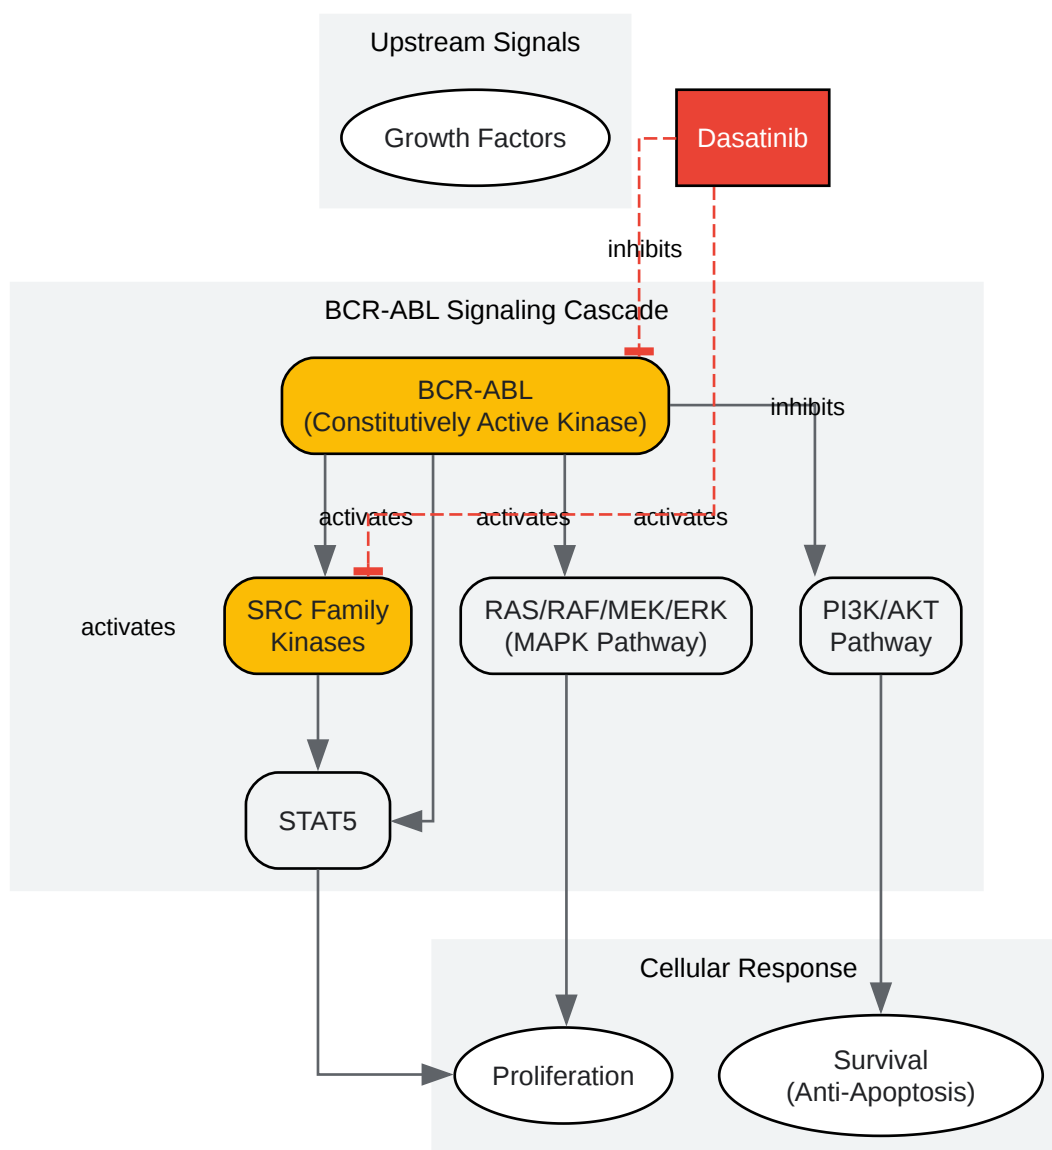 Upstream Signals
Growth Factors
Dasatinib
inhibits
BCR-ABL Signaling Cascade
BCR-ABL
(Constitutively Active Kinase)
inhibits
activates
activates
activates
SRC Family
Kinases
RAS/RAF/MEK/ERK
(MAPK Pathway)
PI3K/AKT
Pathway
activates
STAT5
Cellular Response
Proliferation
Survival
(Anti-Apoptosis)